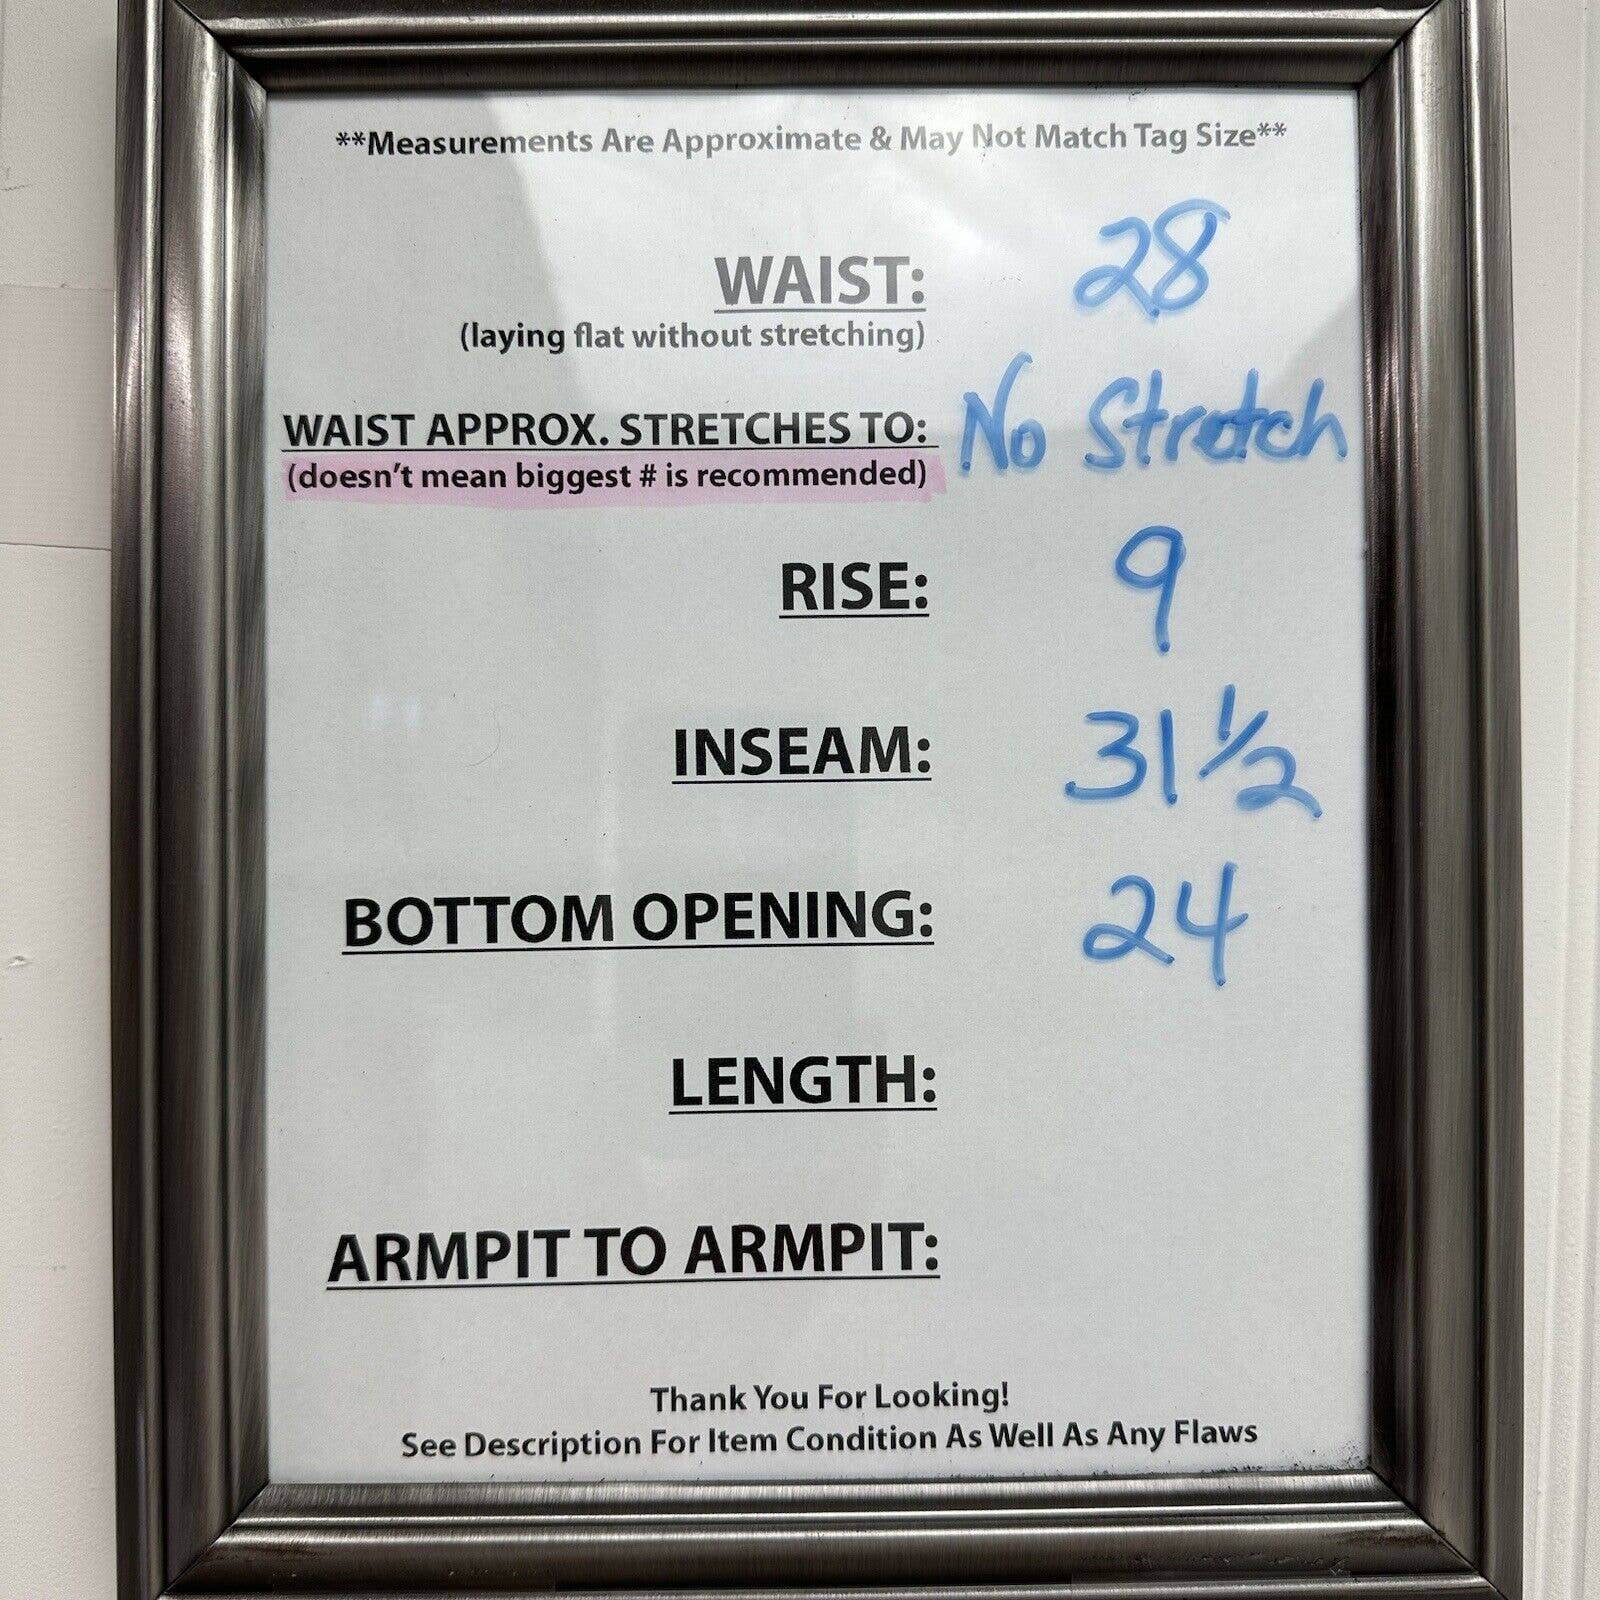 **Measurements Are Approximate & May Not Match Tag Size**
WAIST: 28
(laying flat without stretching)
WAIST APPROX. STRETCHES TO: No Stretch
(doesn't mean biggest # is recommended)
RISE: 9
INSEAM: 31 1/2
BOTTOM OPENING: 24
LENGTH:
ARMPIT TO ARMPIT:
Thank You For Looking!
See Description For Item Condition As Well As Any Flaws